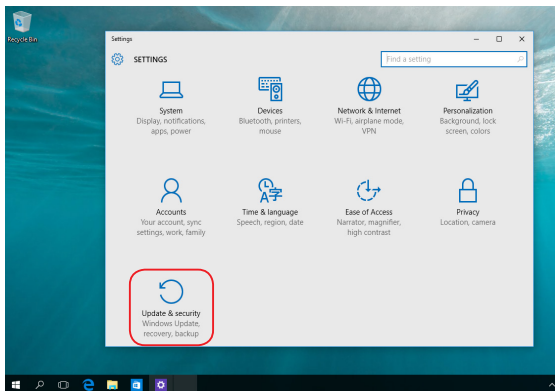 Recycle Bin
Settings
SETTINGS
Find a setting
System
Display, notifications,
apps, power
Devices
Bluetooth, printers,
mouse
Network & Internet
Wi-Fi, airplane mode,
VPN
Personalization
Background, lock
screen, colors
Accounts
Your account, sync
settings, work, family
Time & language
Speech, region, date
Ease of Access
Narrator, magnifier,
high contrast
Privacy
Location, camera
Update & security
Windows Update,
recovery, backup